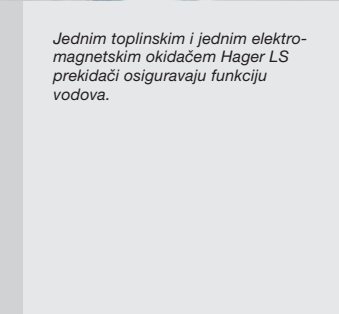 Jednim toplinskim i jednim elektro-
magnetskim okidačem Hager LS
prekidači osiguravaju funkciju
vodova.